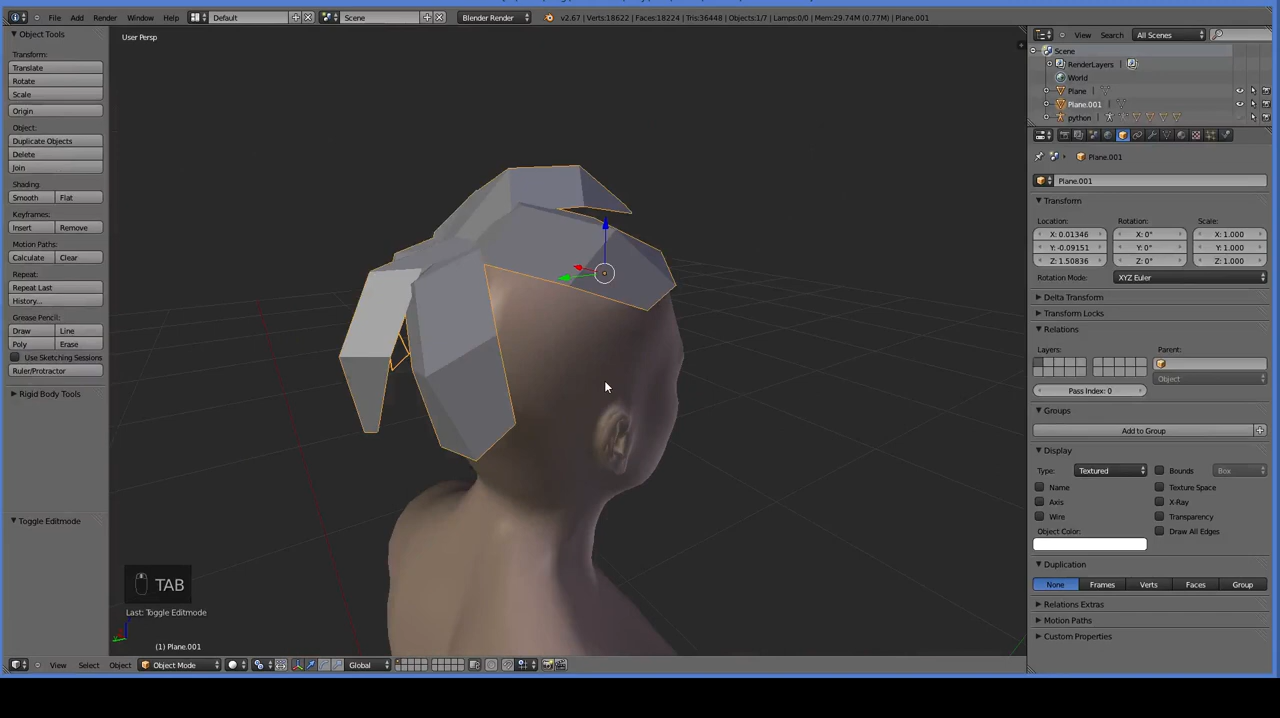 File Add Render Window Help Default Scene Blender Render v2.67 | Verts:18622 | Faces:18224 | Tris:36448 | Objects:1/7 | Lamps:0/0 | Mem:29.74M (0.77M) | Plane.001
Object Tools
Transform:
Translate
Rotate
Scale
Origin
Object:
Duplicate Objects
Delete
Join
Shading:
Smooth Flat
Keyframes:
Insert Remove
Motion Paths:
Calculate Clear
Repeat:
Repeat Last
History...
Grease Pencil:
Draw Line
Poly Erase
Use Sketching Sessions
Ruler/Protractor
Rigid Body Tools
Toggle Editmode
User Persp
TAB
Last: Toggle Editmode
(1) Plane.001
View Select Object Object Mode Global
View Search All Scenes
Scene
RenderLayers
World
Plane
Plane.001
python
Plane.001
Plane.001
Transform
Location: Rotation: Scale:
X: 0.01346 X: 0° X: 1.000
Y: -0.09151 Y: 0° Y: 1.000
Z: 1.50836 Z: 0° Z: 1.000
Rotation Mode: XYZ Euler
Delta Transform
Transform Locks
Relations
Layers: Parent:
Object
Pass Index: 0
Groups
Add to Group
Display
Type: Textured Bounds Box
Name Texture Space
Axis X-Ray
Wire Transparency
Object Color: Draw All Edges
Duplication
None Frames Verts Faces Group
Relations Extras
Motion Paths
Custom Properties